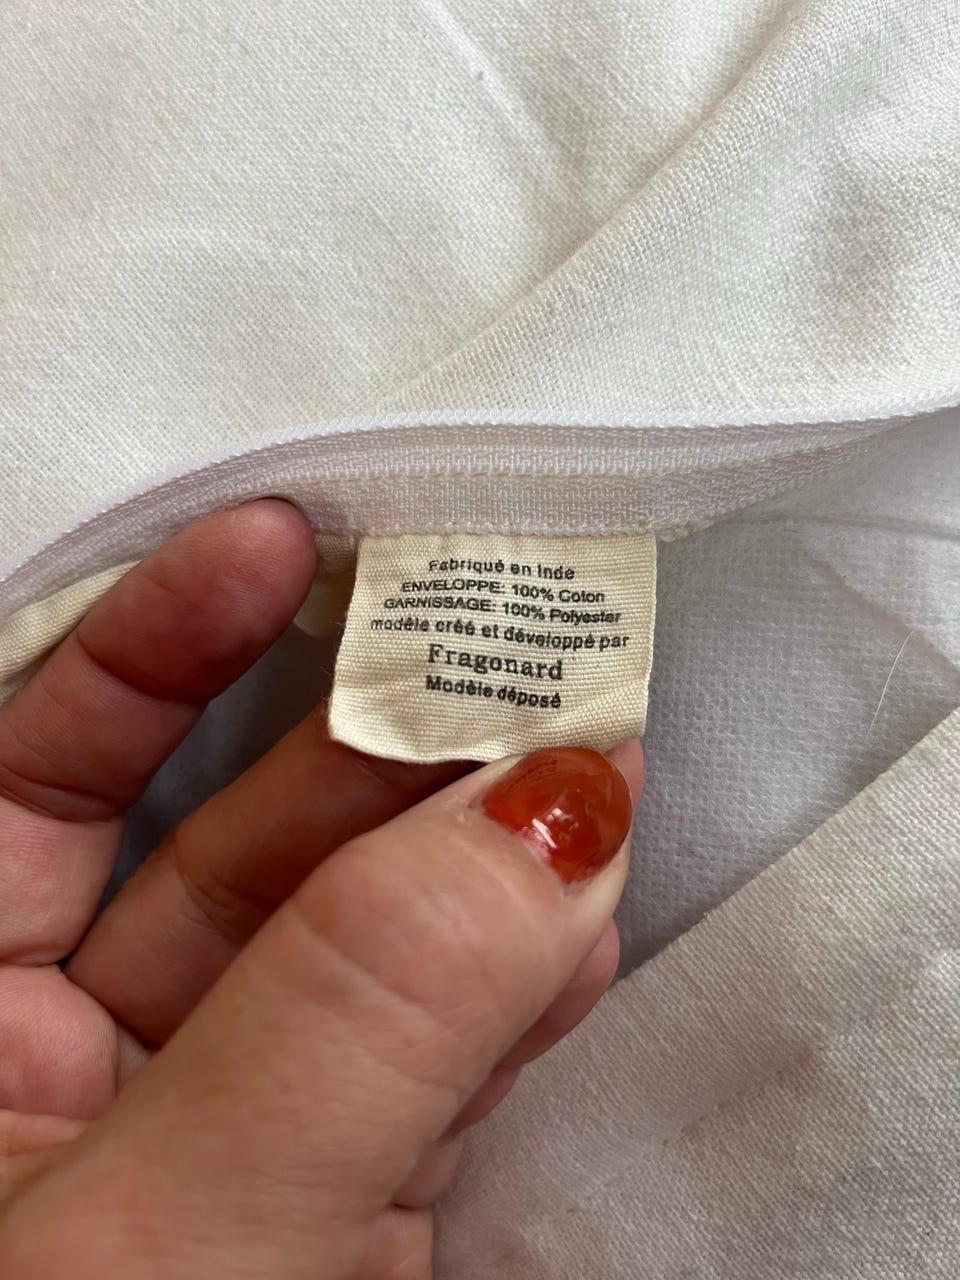 Fabriqué en Inde
ENVELOPPE: 100% Coton
GARNISSAGE: 100% Polyester
modèle créé et développé par
Fragonard
Modèle déposé